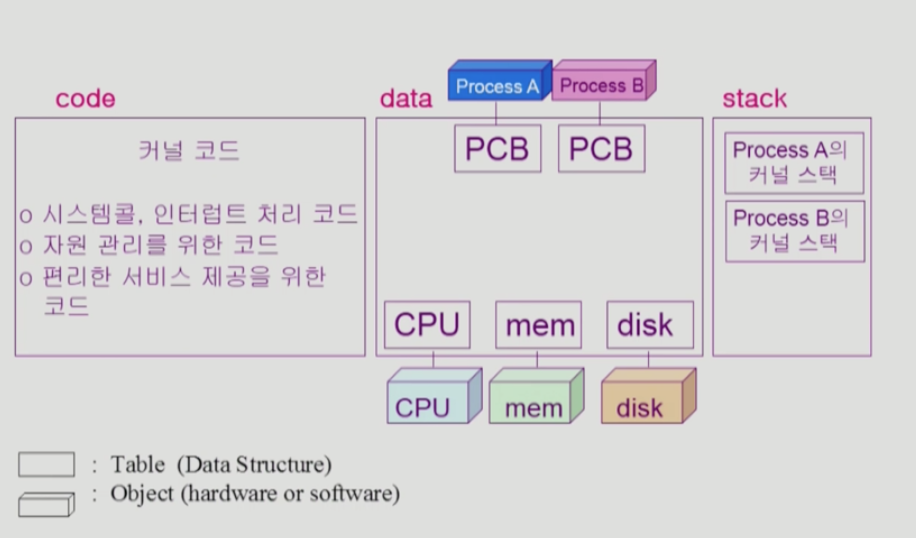 code
커널 코드
o 시스템콜, 인터럽트 처리 코드
o 자원 관리를 위한 코드
o 편리한 서비스 제공을 위한
코드
data
Process A
Process B
PCB
PCB
CPU
mem
disk
CPU
mem
disk
stack
Process A의
커널 스택
Process B의
커널 스택
: Table (Data Structure)
: Object (hardware or software)